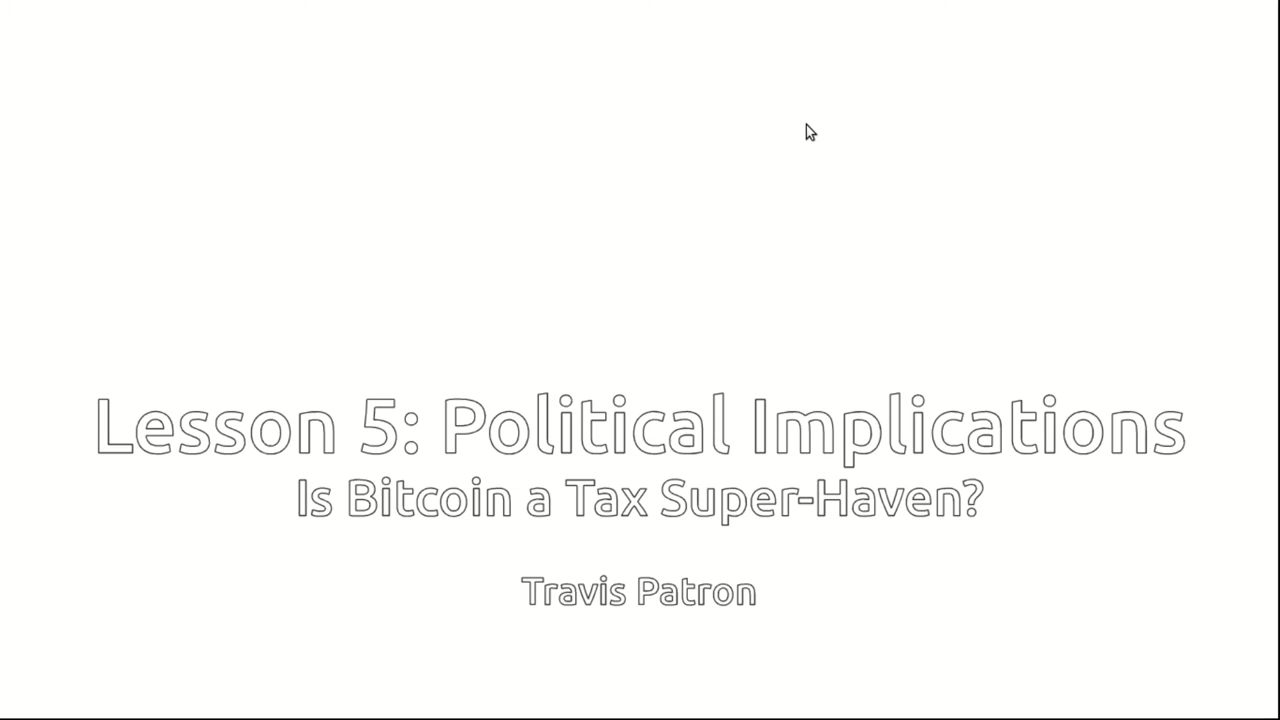 Lesson 5: Political Implications
Is Bitcoin a Tax Super-Haven?
Travis Patron